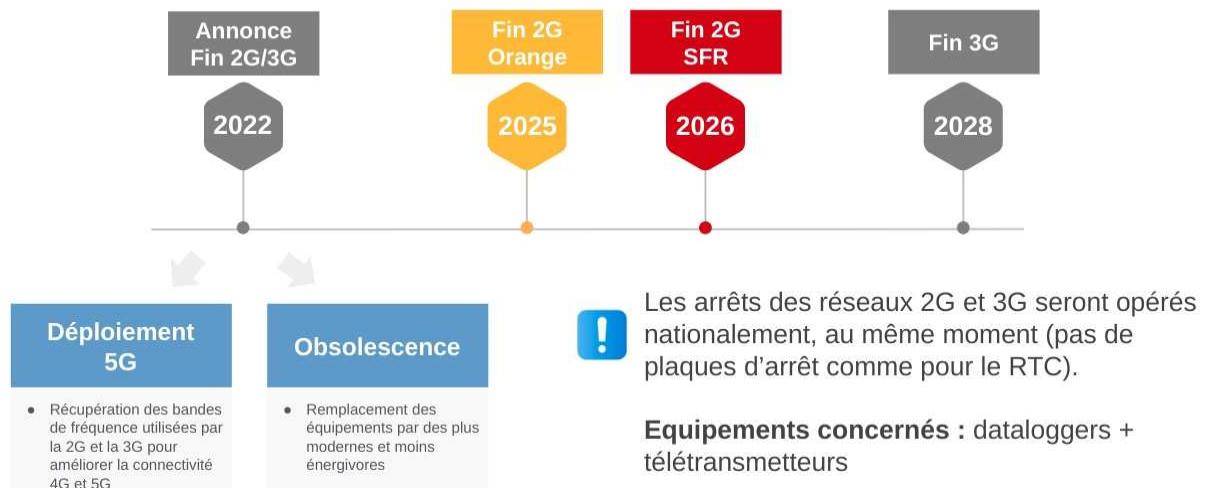 Annonce
Fin 2G/3G
Fin 2G
Orange
Fin 2G
SFR
Fin 3G
2022
2025
2026
2028
Déploiement
5G
● Récupération des bandes
de fréquence utilisées par
la 2G et la 3G pour
améliorer la connectivité
4G et 5G
Obsolescence
● Remplacement des
équipements par des plus
modernes et moins
énergivores
Les arrêts des réseaux 2G et 3G seront opérés
nationalement, au même moment (pas de
plaques d’arrêt comme pour le RTC).
Equipements concernés : dataloggers +
télétransmetteurs